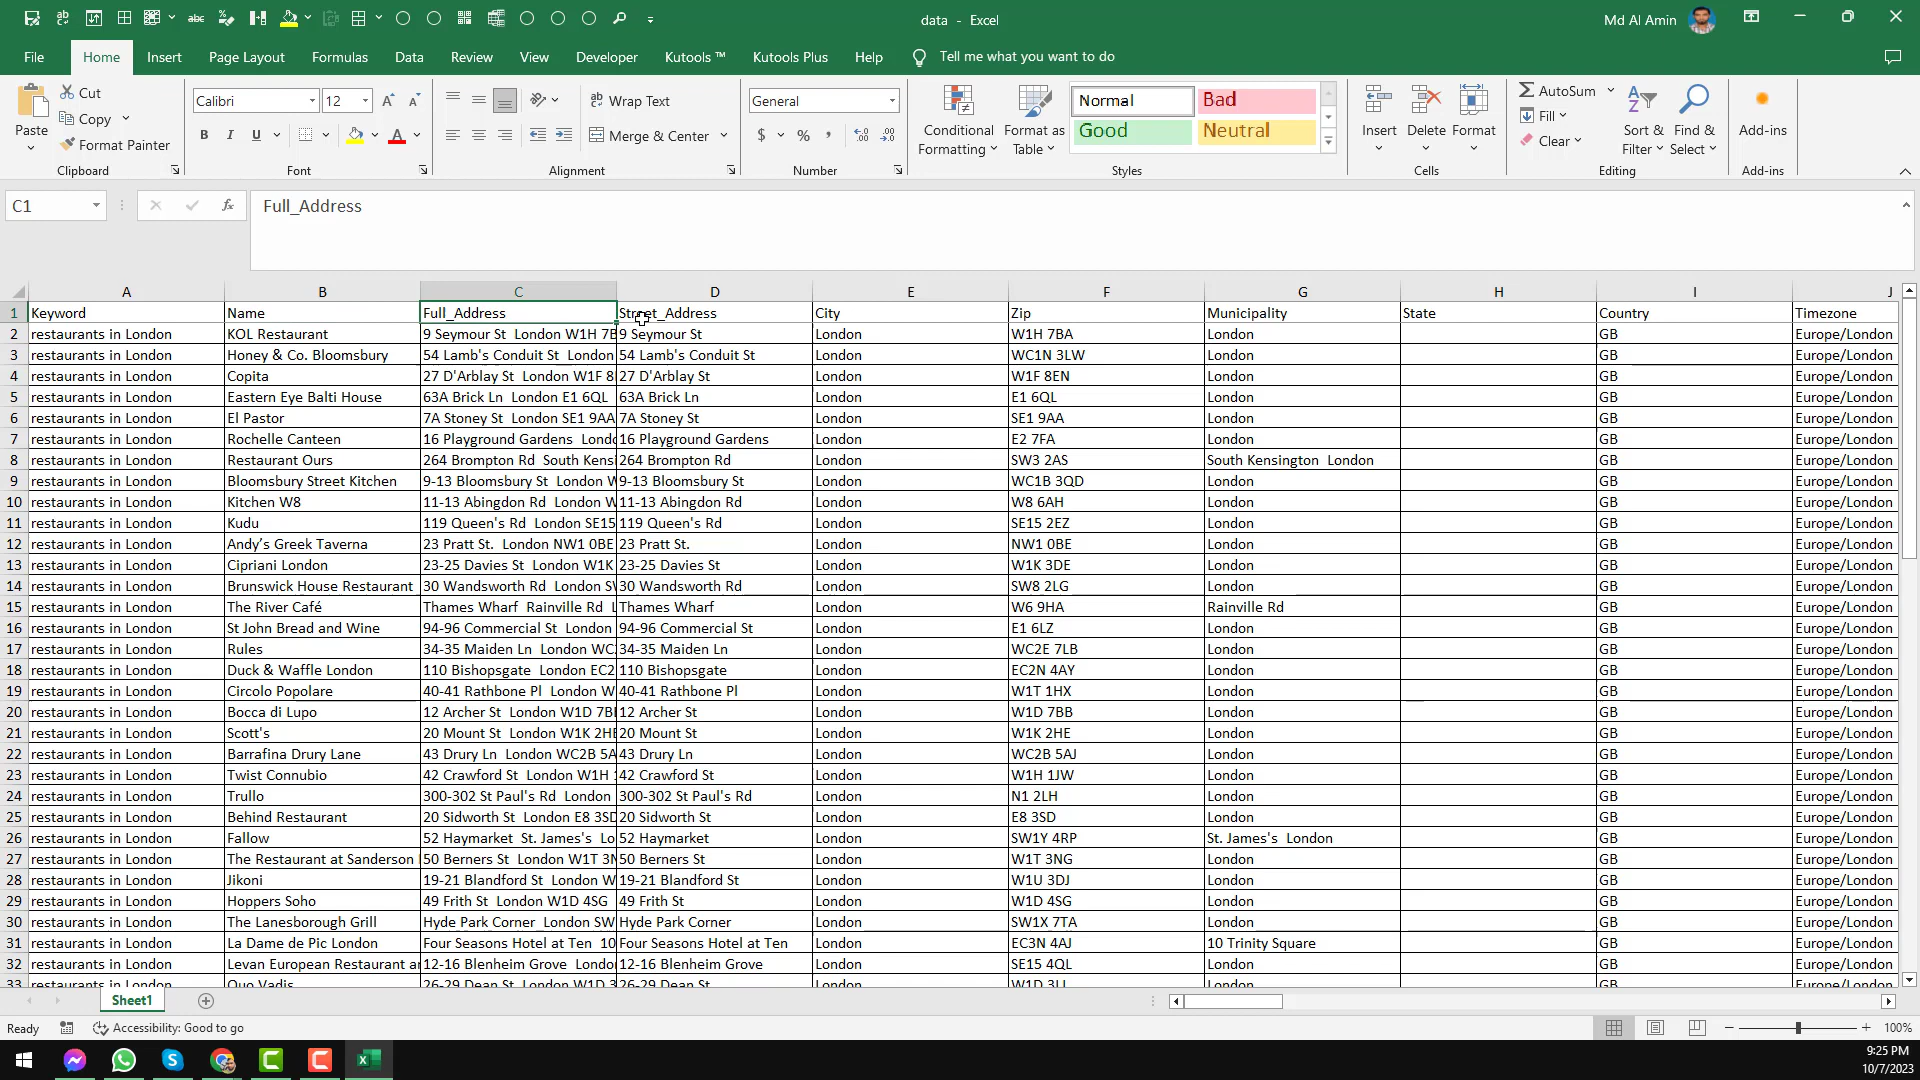 data - Excel
Md Al Amin
File Home Insert Page Layout Formulas Data Review View Developer Kutools ™ Kutools Plus Help Tell me what you want to do
Paste
Cut
Copy
Format Painter
Clipboard
Calibri 12
B I U
Font
Wrap Text
Merge & Center
Alignment
General
$ % ,
Number
Conditional Formatting
Format as Table
Normal Bad
Good Neutral
Styles
Insert Delete Format
Cells
AutoSum
Fill
Clear
Sort & Filter
Find & Select
Editing
Add-ins
Add-ins
C1 fx Full_Address
A B C D E F G H I J
1 Keyword Name Full_Address Street_Address City Zip Municipality State Country Timezone
2 restaurants in London KOL Restaurant 9 Seymour St London W1H 7B 9 Seymour St London W1H 7BA London GB Europe/London
3 restaurants in London Honey & Co. Bloomsbury 54 Lamb's Conduit St London 54 Lamb's Conduit St London WC1N 3LW London GB Europe/London
4 restaurants in London Copita 27 D'Arblay St London W1F 8 27 D'Arblay St London W1F 8EN London GB Europe/London
5 restaurants in London Eastern Eye Balti House 63A Brick Ln London E1 6QL 63A Brick Ln London E1 6QL London GB Europe/London
6 restaurants in London El Pastor 7A Stoney St London SE1 9AA 7A Stoney St London SE1 9AA London GB Europe/London
7 restaurants in London Rochelle Canteen 16 Playground Gardens Lond 16 Playground Gardens London E2 7FA London GB Europe/London
8 restaurants in London Restaurant Ours 264 Brompton Rd South Kensi 264 Brompton Rd London SW3 2AS South Kensington London GB Europe/London
9 restaurants in London Bloomsbury Street Kitchen 9-13 Bloomsbury St London W 9-13 Bloomsbury St London WC1B 3QD London GB Europe/London
10 restaurants in London Kitchen W8 11-13 Abingdon Rd London W 11-13 Abingdon Rd London W8 6AH London GB Europe/London
11 restaurants in London Kudu 119 Queen's Rd London SE15 119 Queen's Rd London SE15 2EZ London GB Europe/London
12 restaurants in London Andy’s Greek Taverna 23 Pratt St. London NW1 0BE 23 Pratt St. London NW1 0BE London GB Europe/London
13 restaurants in London Cipriani London 23-25 Davies St London W1K 23-25 Davies St London W1K 3DE London GB Europe/London
14 restaurants in London Brunswick House Restaurant 30 Wandsworth Rd London S 30 Wandsworth Rd London SW8 2LG London GB Europe/London
15 restaurants in London The River Café Thames Wharf Rainville Rd L Thames Wharf London W6 9HA Rainville Rd GB Europe/London
16 restaurants in London St John Bread and Wine 94-96 Commercial St London 94-96 Commercial St London E1 6LZ London GB Europe/London
17 restaurants in London Rules 34-35 Maiden Ln London WC 34-35 Maiden Ln London WC2E 7LB London GB Europe/London
18 restaurants in London Duck & Waffle London 110 Bishopsgate London EC2 110 Bishopsgate London EC2N 4AY London GB Europe/London
19 restaurants in London Circolo Popolare 40-41 Rathbone Pl London W 40-41 Rathbone Pl London W1T 1HX London GB Europe/London
20 restaurants in London Bocca di Lupo 12 Archer St London W1D 7B 12 Archer St London W1D 7BB London GB Europe/London
21 restaurants in London Scott's 20 Mount St London W1K 2HE 20 Mount St London W1K 2HE London GB Europe/London
22 restaurants in London Barrafina Drury Lane 43 Drury Ln London WC2B 5A 43 Drury Ln London WC2B 5AJ London GB Europe/London
23 restaurants in London Twist Connubio 42 Crawford St London W1H 42 Crawford St London W1H 1JW London GB Europe/London
24 restaurants in London Trullo 300-302 St Paul's Rd London 300-302 St Paul's Rd London N1 2LH London GB Europe/London
25 restaurants in London Behind Restaurant 20 Sidworth St London E8 3SD 20 Sidworth St London E8 3SD London GB Europe/London
26 restaurants in London Fallow 52 Haymarket St. James's Lo 52 Haymarket London SW1Y 4RP St. James's London GB Europe/London
27 restaurants in London The Restaurant at Sanderson 50 Berners St London W1T 3N 50 Berners St London W1T 3NG London GB Europe/London
28 restaurants in London Jikoni 19-21 Blandford St London W 19-21 Blandford St London W1U 3DJ London GB Europe/London
29 restaurants in London Hoppers Soho 49 Frith St London W1D 4SG 49 Frith St London W1D 4SG London GB Europe/London
30 restaurants in London The Lanesborough Grill Hyde Park Corner London SW Hyde Park Corner London SW1X 7TA London GB Europe/London
31 restaurants in London La Dame de Pic London Four Seasons Hotel at Ten 10 Four Seasons Hotel at Ten London EC3N 4AJ 10 Trinity Square GB Europe/London
32 restaurants in London Levan European Restaurant a 12-16 Blenheim Grove Londo 12-16 Blenheim Grove London SE15 4QL London GB Europe/London
33 restaurants in London Quo Vadis 26-29 Dean St London W1D 3 26-29 Dean St London W1D 3LL London GB Europe/London
Sheet1
Ready Accessibility: Good to go 100%
9:25 PM
10/7/2023